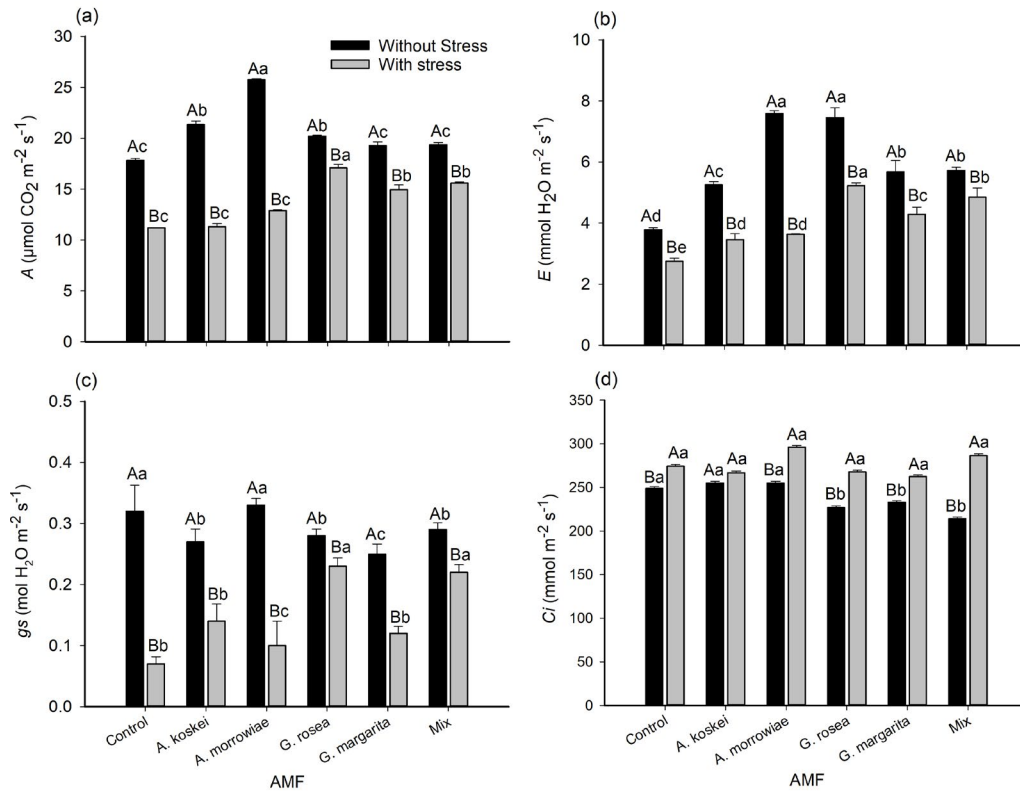 (a)
A (μmol CO2 m-2 s-1)
30
25
20
15
10
5
0
Without Stress
With stress
Ac Bc Ab Bc Aa Bc Ab Ba Ac Bb Ac Bb
(b)
E (mmol H2O m-2 s-1)
10
8
6
4
2
0
Ad Be Ac Bd Aa Bd Aa Ba Ab Bc Ab Bb
(c)
gs (mol H2O m-2 s-1)
0.5
0.4
0.3
0.2
0.1
0.0
Aa Bb Ab Bb Aa Bc Ab Ba Ac Bb Ab Ba
Control A. koskei A. morrowiae G. rosea G. margarita Mix
AMF
(d)
Ci (mmol m-2 s-1)
350
300
250
200
150
100
50
0
Ba Aa Aa Aa Ba Aa Bb Aa Bb Aa Bb Aa
Control A. koskei A. morrowiae G. rosea G. margarita Mix
AMF